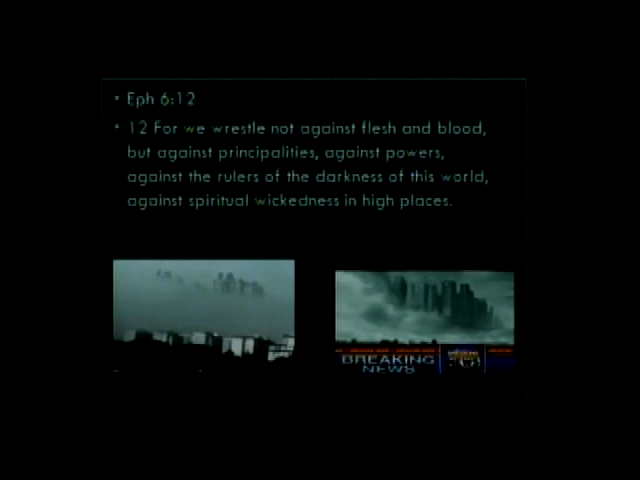 Eph 6:12
12 For we wrestle not against flesh and blood,
but against principalities, against powers,
against the rulers of the darkness of this world,
against spiritual wickedness in high places.
BREAKING
NEWS